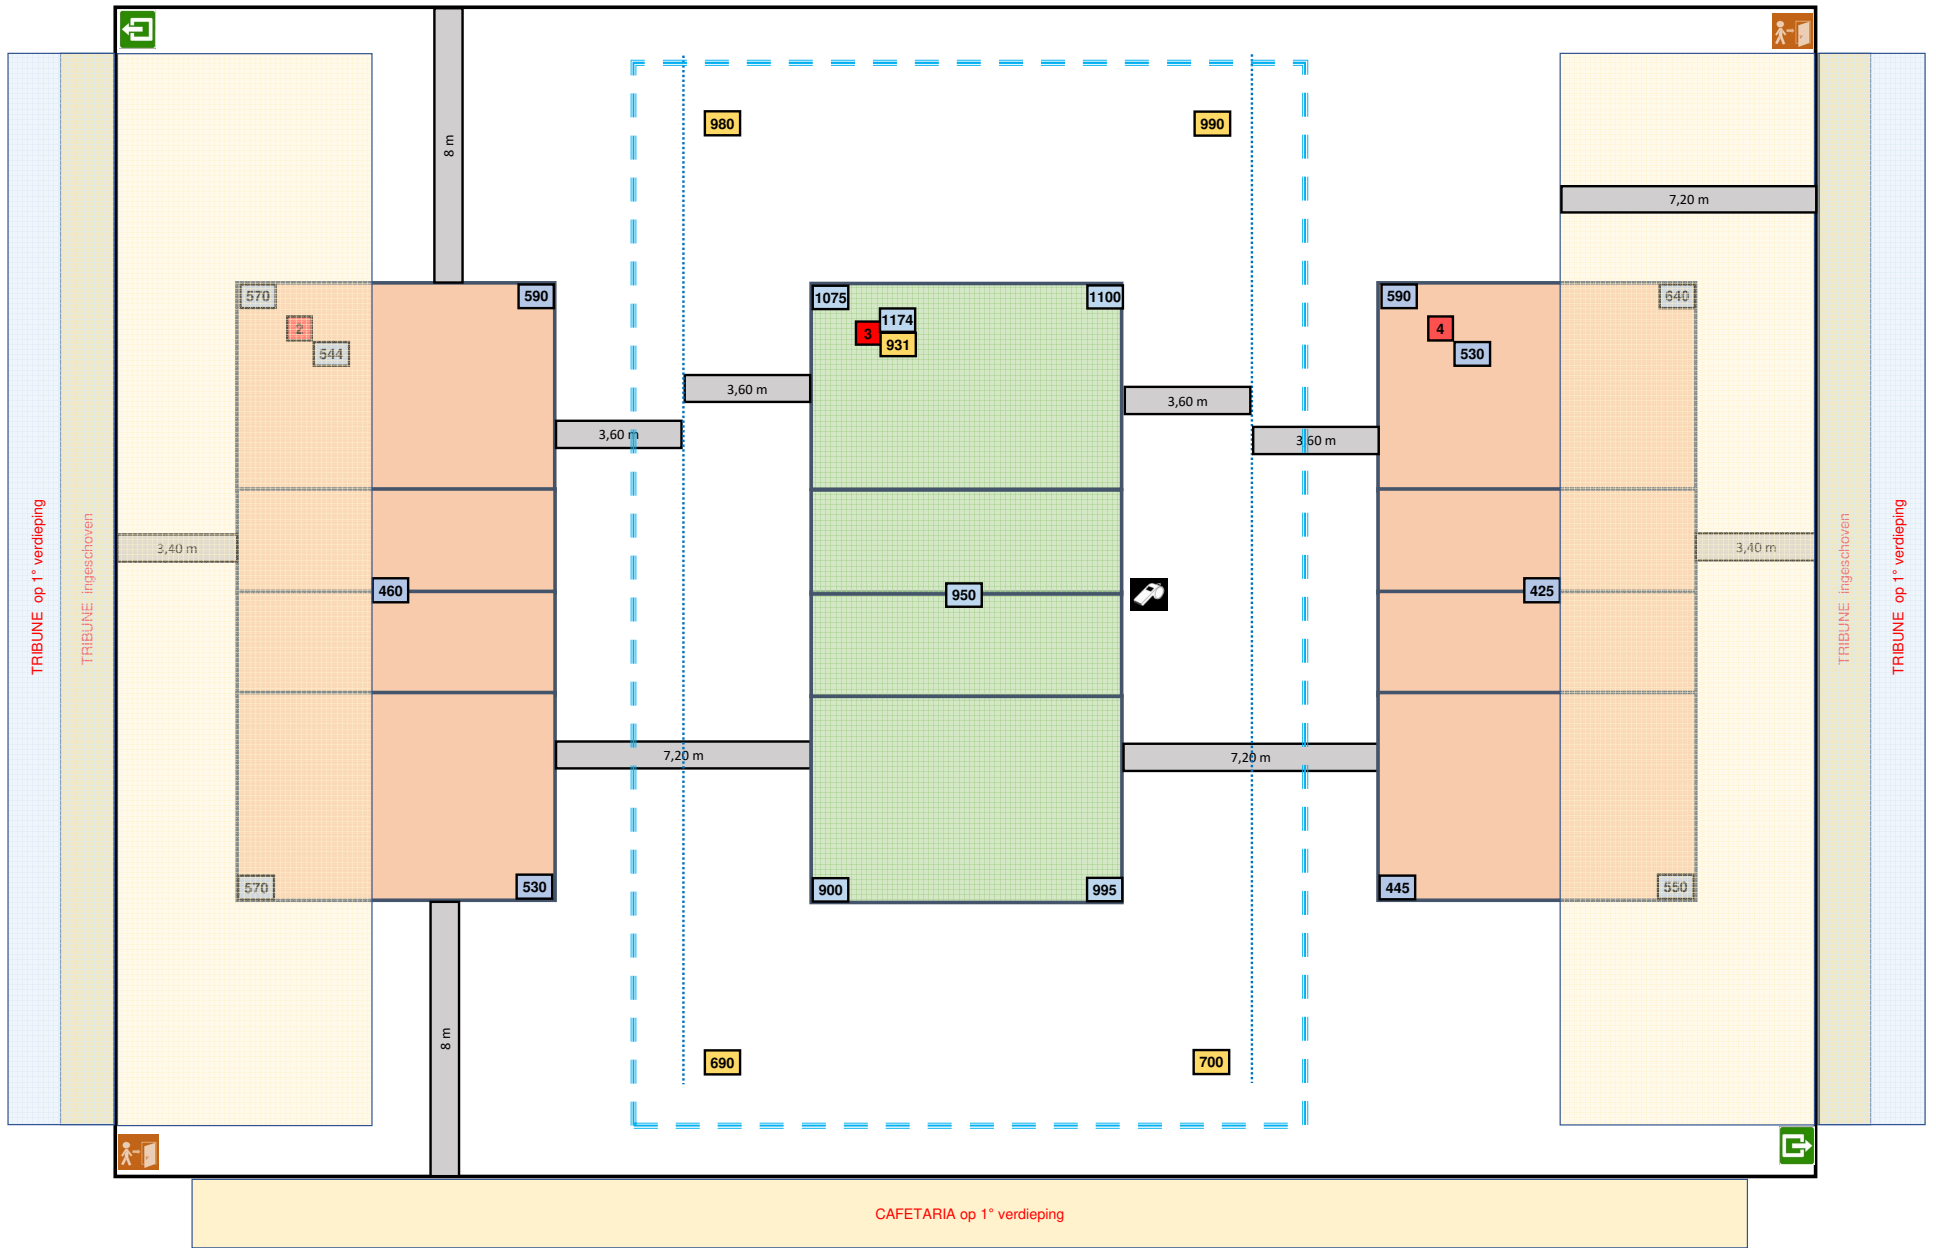 8 m
980
990
7,20 m
570
590
1075
1100
590
640
2
544
3
1174
931
4
530
3,60 m
3,60 m
3,60 m
3,60 m
TRIBUNE op 1° verdieping
TRIBUNE ingeschoven
3,40 m
3,40 m
TRIBUNE ingeschoven
TRIBUNE op 1° verdieping
460
950
425
7,20 m
7,20 m
570
530
900
995
445
550
8 m
690
700
CAFETARIA op 1° verdieping